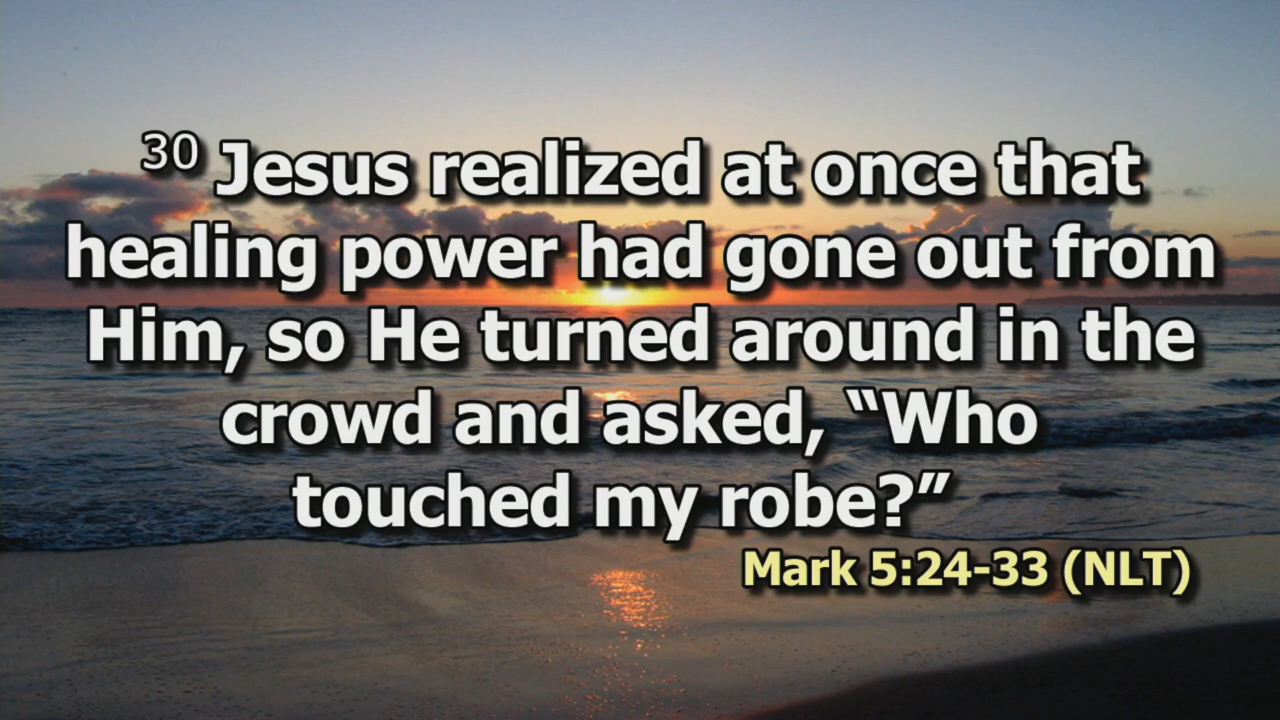 30 Jesus realized at once that
healing power had gone out from
Him, so He turned around in the
crowd and asked, “Who
touched my robe?”
Mark 5:24-33 (NLT)